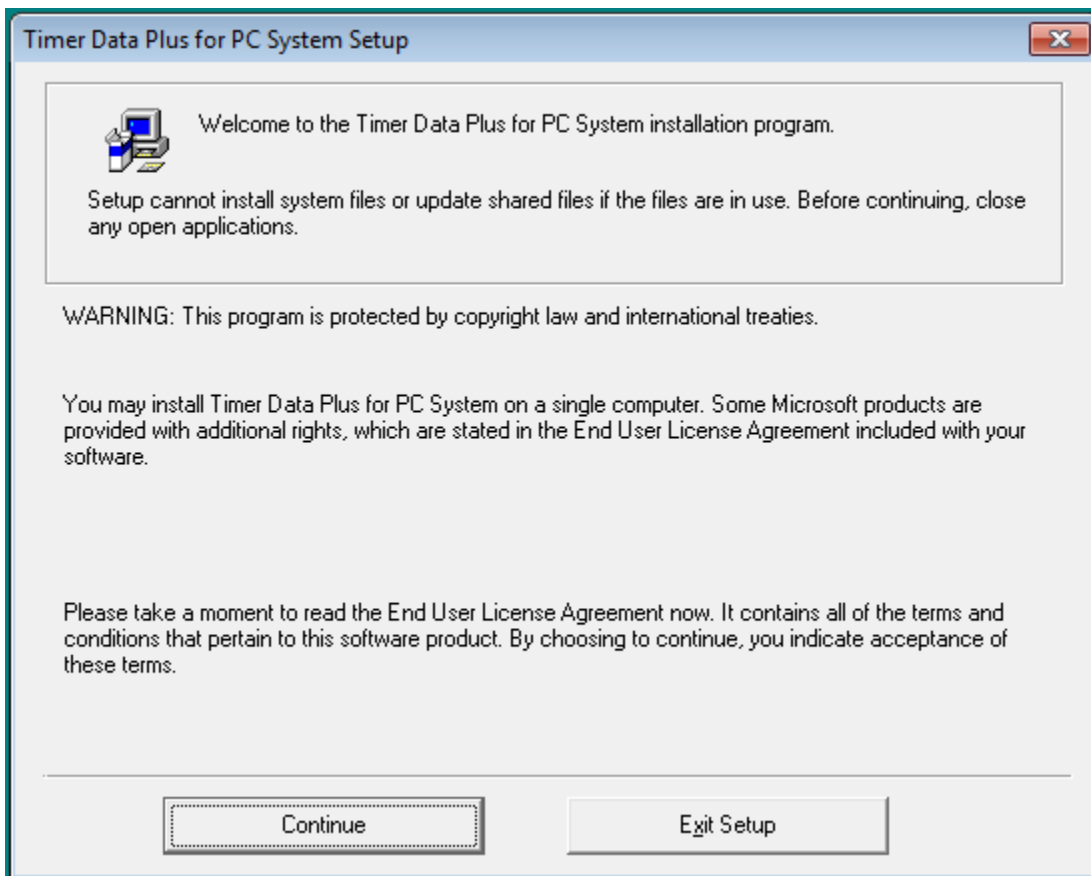 Timer Data Plus for PC System Setup
Welcome to the Timer Data Plus for PC System installation program.
Setup cannot install system files or update shared files if the files are in use. Before continuing, close
any open applications.
WARNING: This program is protected by copyright law and international treaties.
You may install Timer Data Plus for PC System on a single computer. Some Microsoft products are
provided with additional rights, which are stated in the End User License Agreement included with your
software.
Please take a moment to read the End User License Agreement now. It contains all of the terms and
conditions that pertain to this software product. By choosing to continue, you indicate acceptance of
these terms.
Continue
Exit Setup